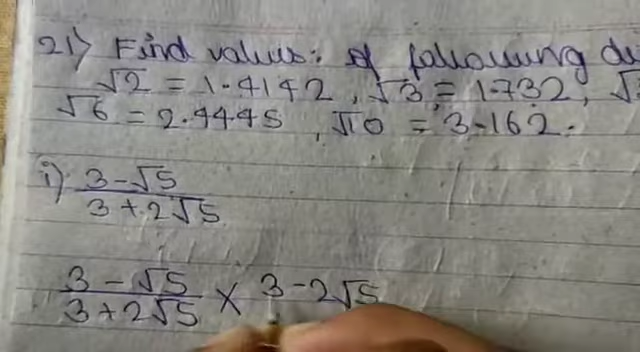 21) Find values: of following
√2 = 1.4142, √3 = 1.732,
√6 = 2.4445, √10 = 3.162.
i) 3-√5
3+2√5
3-√5 × 3-2√5
3+2√5